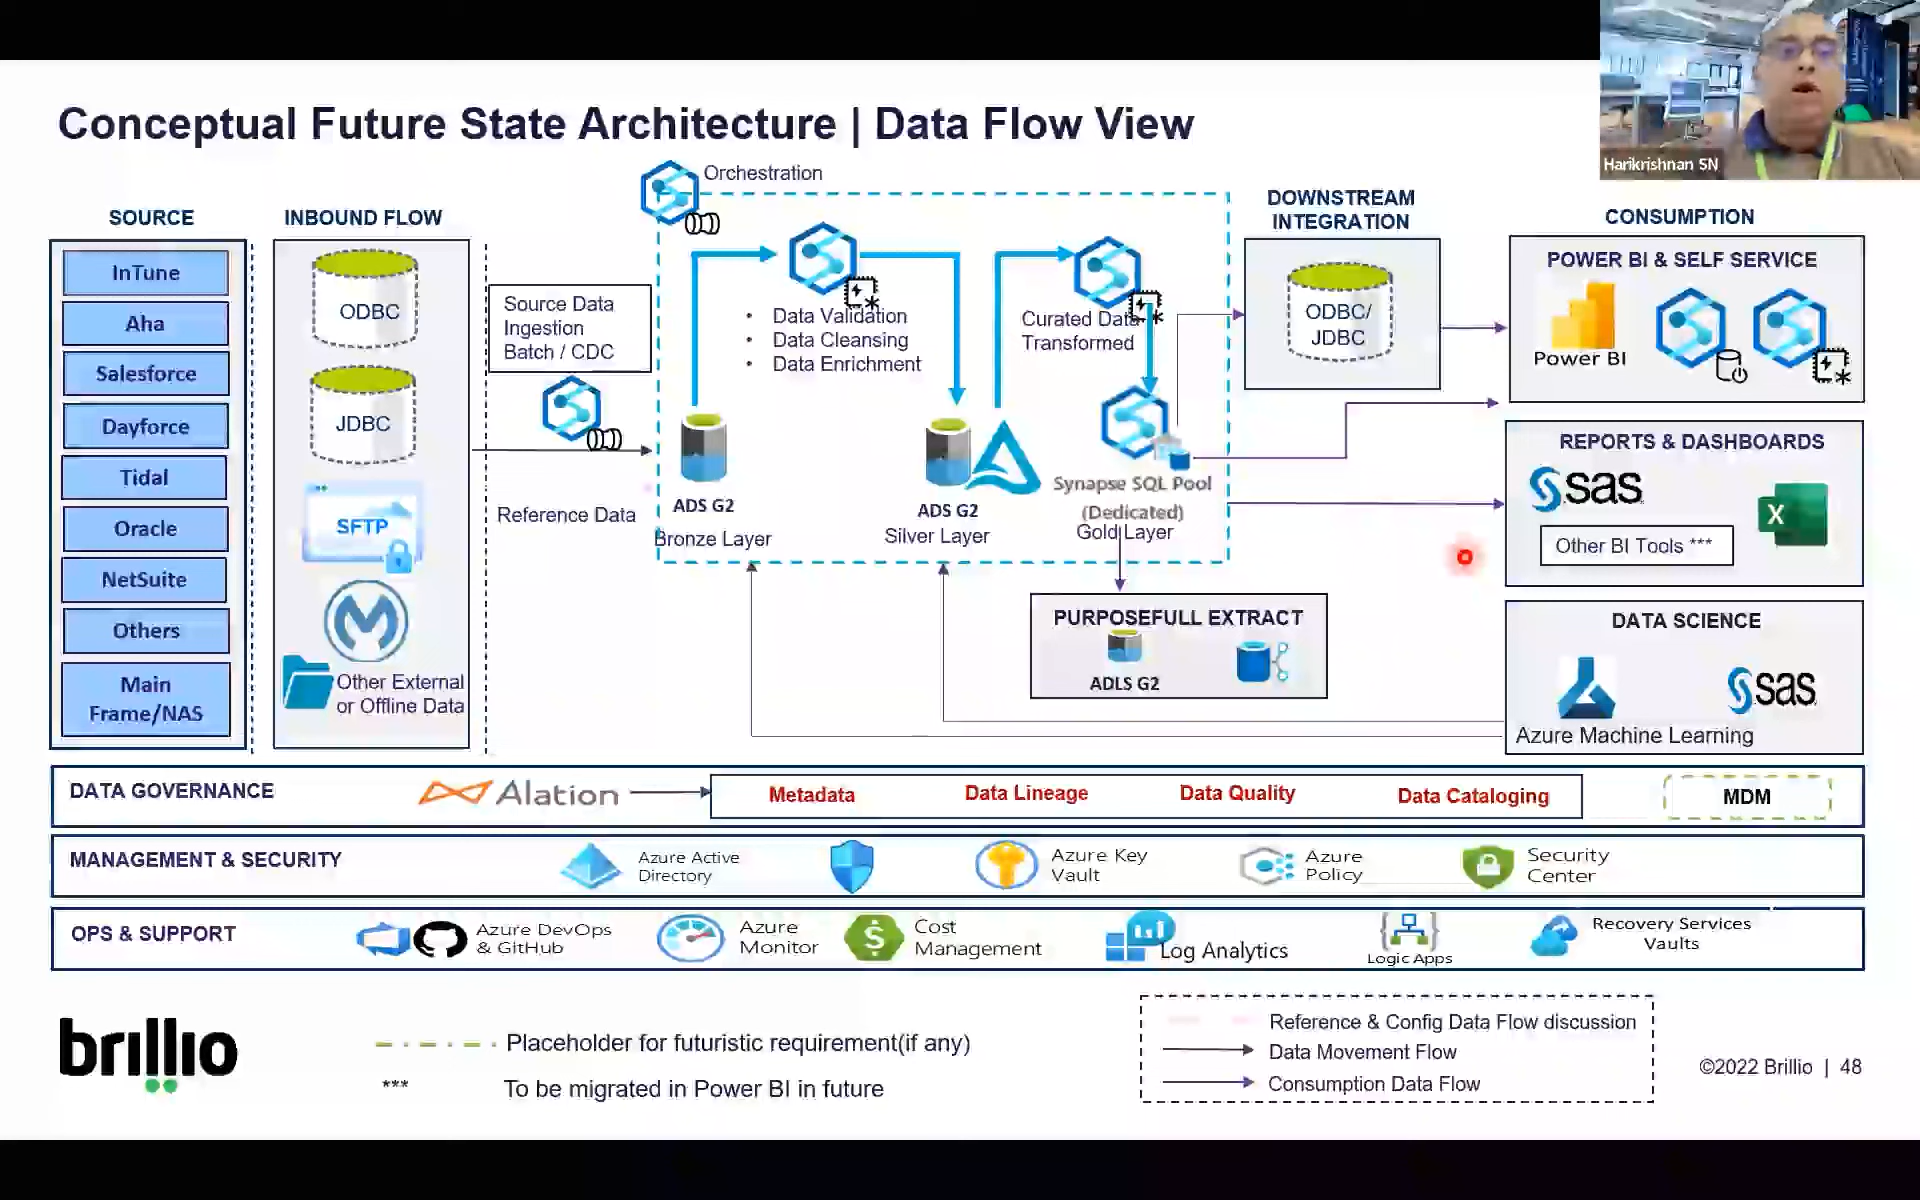 Conceptual Future State Architecture | Data Flow View
Harikrishnan SN
Orchestration
SOURCE
InTune
Aha
Salesforce
Dayforce
Tidal
Oracle
NetSuite
Others
Main
Frame/NAS
INBOUND FLOW
ODBC
JDBC
SFTP
Other External
or Offline Data
Source Data
Ingestion
Batch / CDC
Reference Data
• Data Validation
• Data Cleansing
• Data Enrichment
ADS G2
Bronze Layer
ADS G2
Silver Layer
Curated Data
Transformed
Synapse SQL Pool
(Dedicated)
Gold Layer
PURPOSEFULL EXTRACT
ADLS G2
DOWNSTREAM
INTEGRATION
ODBC/
JDBC
CONSUMPTION
POWER BI & SELF SERVICE
Power BI
REPORTS & DASHBOARDS
sas
X
Other BI Tools ***
DATA SCIENCE
sas
Azure Machine Learning
DATA GOVERNANCE
Alation
Metadata
Data Lineage
Data Quality
Data Cataloging
MDM
MANAGEMENT & SECURITY
Azure Active
Directory
Azure Key
Vault
Azure
Policy
Security
Center
OPS & SUPPORT
Azure DevOps
& GitHub
Azure
Monitor
Cost
Management
Log Analytics
Logic Apps
Recovery Services
Vaults
brillio
Placeholder for futuristic requirement(if any)
*** To be migrated in Power BI in future
Reference & Config Data Flow discussion
Data Movement Flow
Consumption Data Flow
©2022 Brillio | 48